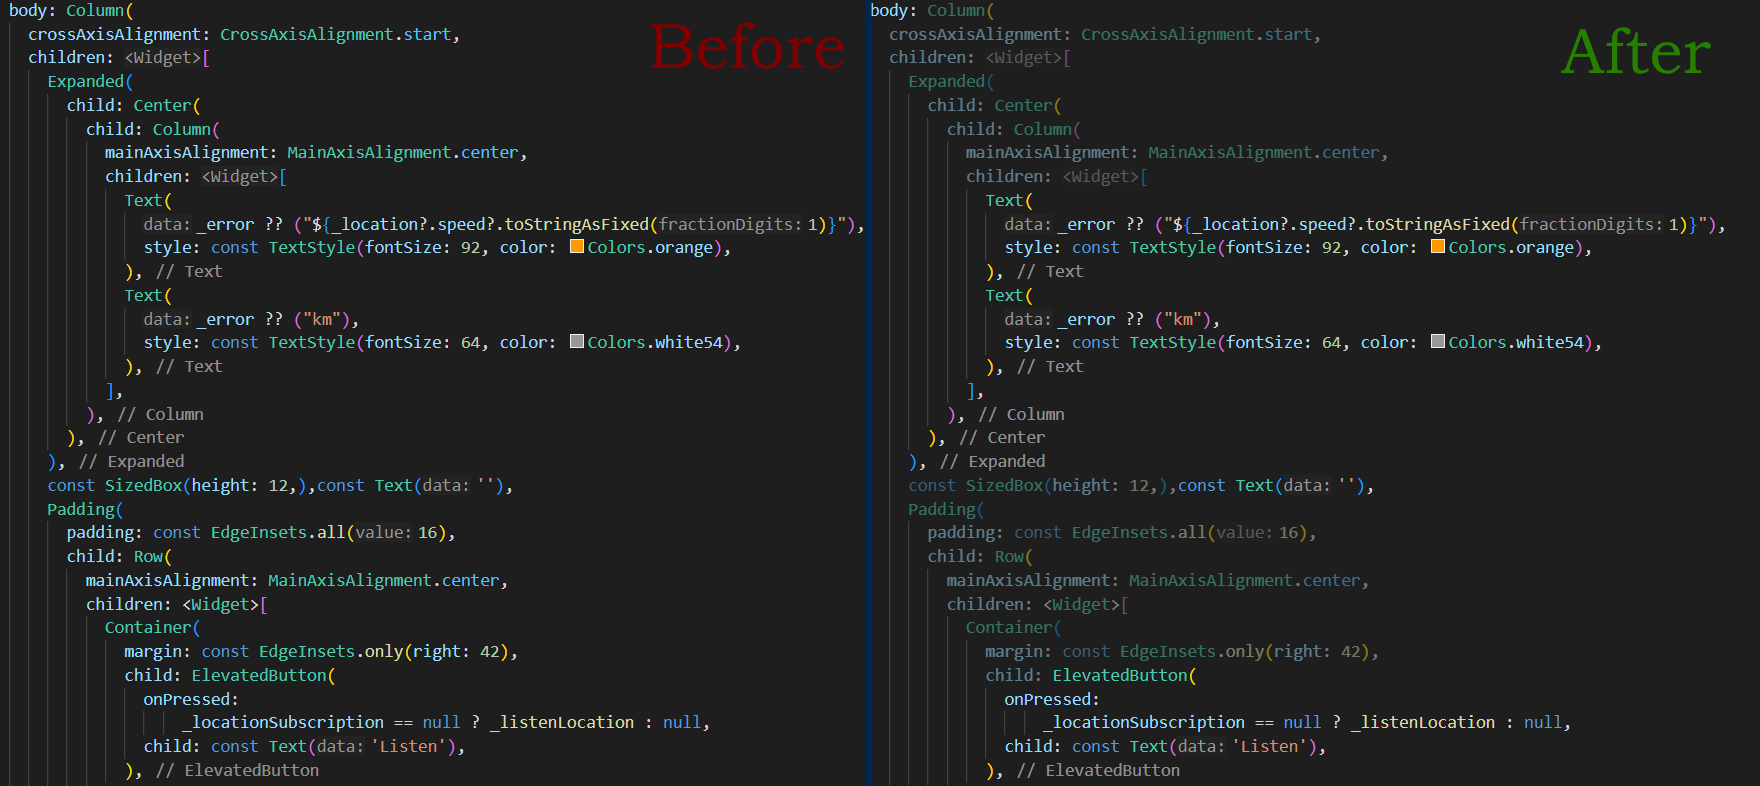 Before
body: Column(
crossAxisAlignment: CrossAxisAlignment.start,
children: <Widget>[
Expanded(
child: Center(
child: Column(
mainAxisAlignment: MainAxisAlignment.center,
children: <Widget>[
Text(
data: _error ?? ("${_location?.speed?.toStringAsFixed(fractionDigits: 1)}"),
style: const TextStyle(fontSize: 92, color: Colors.orange),
), // Text
Text(
data: _error ?? ("km"),
style: const TextStyle(fontSize: 64, color: Colors.white54),
), // Text
],
), // Column
), // Center
), // Expanded
const SizedBox(height: 12,),const Text(data: ''),
Padding(
padding: const EdgeInsets.all(value: 16),
child: Row(
mainAxisAlignment: MainAxisAlignment.center,
children: <Widget>[
Container(
margin: const EdgeInsets.only(right: 42),
child: ElevatedButton(
onPressed:
_locationSubscription == null ? _listenLocation : null,
child: const Text(data: 'Listen'),
), // ElevatedButton
After
body: Column(
crossAxisAlignment: CrossAxisAlignment.start,
children: <Widget>[
Expanded(
child: Center(
child: Column(
mainAxisAlignment: MainAxisAlignment.center,
children: <Widget>[
Text(
data: _error ?? ("${_location?.speed?.toStringAsFixed(fractionDigits: 1)}"),
style: const TextStyle(fontSize: 92, color: Colors.orange),
), // Text
Text(
data: _error ?? ("km"),
style: const TextStyle(fontSize: 64, color: Colors.white54),
), // Text
],
), // Column
), // Center
), // Expanded
const SizedBox(height: 12,),const Text(data: ''),
Padding(
padding: const EdgeInsets.all(value: 16),
child: Row(
mainAxisAlignment: MainAxisAlignment.center,
children: <Widget>[
Container(
margin: const EdgeInsets.only(right: 42),
child: ElevatedButton(
onPressed:
_locationSubscription == null ? _listenLocation : null,
child: const Text(data: 'Listen'),
), // ElevatedButton